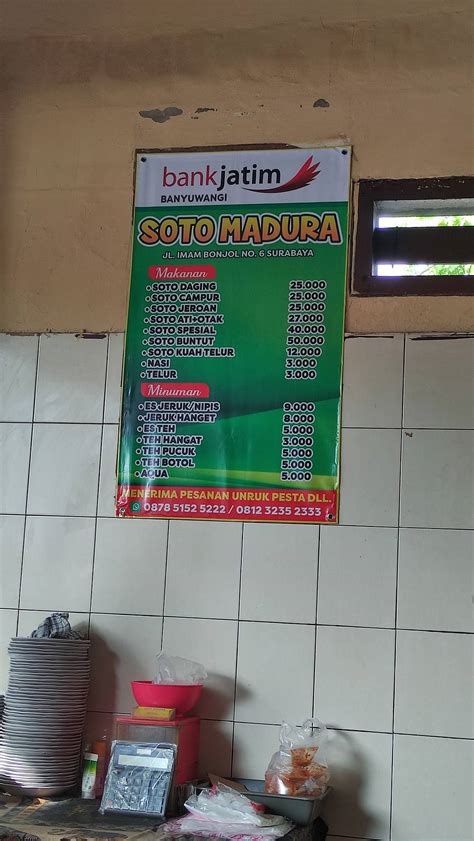 bankjatim
BANYUWANGI
SOTO MADURA
JL. IMAM BONJOL NO. 6 SURABAYA
Makanan
• SOTO DAGING 25.000
• SOTO CAMPUR 25.000
• SOTO JEROAN 25.000
• SOTO ATI+OTAK 27.000
• SOTO SPESIAL 40.000
• SOTO BUNTUT 50.000
• SOTO KUAH TELUR 12.000
• NASI 3.000
• TELUR 3.000
Minuman
• ES JERUK/NIPIS 9.000
• JERUK HANGET 8.000
• ES TEH 5.000
• TEH HANGAT 3.000
• TEH PUCUK 5.000
• TEH BOTOL 5.000
• AQUA 5.000
MENERIMA PESANAN UNRUK PESTA DLL.
0878 5152 5222 / 0812 3235 2333